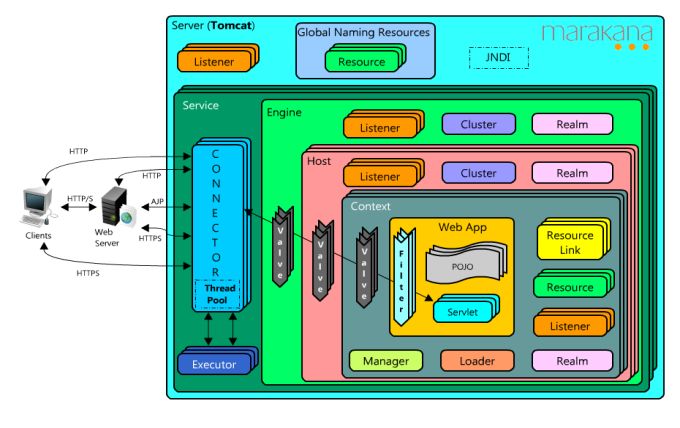 Server (Tomcat)
Global Naming Resources
marakana
Listener
Resource
JNDI
Service
Engine
Listener
Cluster
Realm
Host
Listener
Cluster
Realm
Context
CONNECTOR
Thread
Pool
Executor
HTTP
HTTP
HTTP/S
AJP
HTTPS
HTTPS
Clients
Web
Server
Valve
Valve
Valve
Filter
Web App
POJO
Servlet
Resource
Link
Resource
Listener
Manager
Loader
Realm